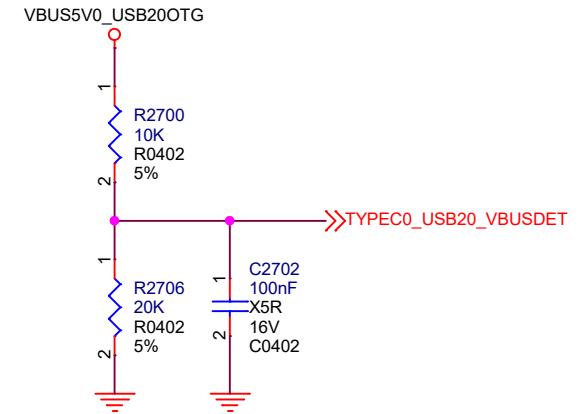 VBUS5V0_USB20OTG
1
R2700
10K
R0402
5%
2
TYPEC0_USB20_VBUSDET
1
R2706
20K
R0402
5%
2
1
C2702
100nF
X5R
16V
C0402
2